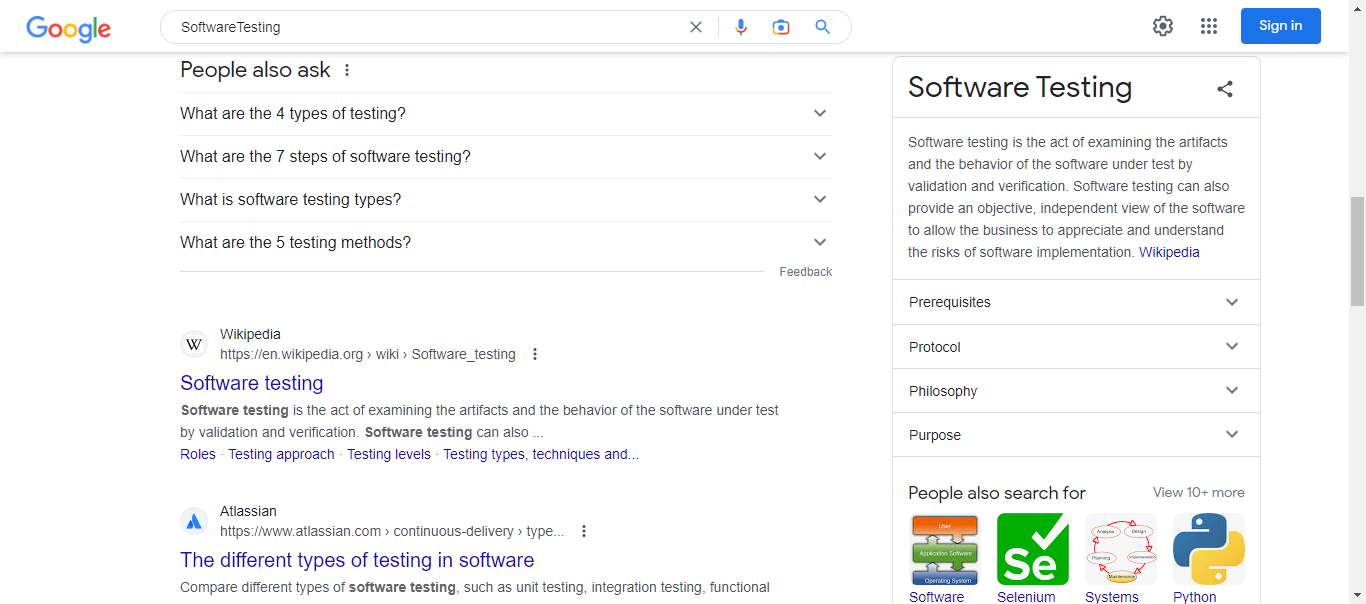 Google
SoftwareTesting
Sign in
People also ask
What are the 4 types of testing?
What are the 7 steps of software testing?
What is software testing types?
What are the 5 testing methods?
Feedback
W
Wikipedia
https://en.wikipedia.org › wiki › Software_testing
Software testing
Software testing is the act of examining the artifacts and the behavior of the software under test
by validation and verification. Software testing can also ...
Roles · Testing approach · Testing levels · Testing types, techniques and...
Atlassian
https://www.atlassian.com › continuous-delivery › type...
The different types of testing in software
Compare different types of software testing, such as unit testing, integration testing, functional
Software Testing
Software testing is the act of examining the artifacts
and the behavior of the software under test by
validation and verification. Software testing can also
provide an objective, independent view of the software
to allow the business to appreciate and understand
the risks of software implementation. Wikipedia
Prerequisites
Protocol
Philosophy
Purpose
People also search for
View 10+ more
User
Application Software
Operating System
Se
Analysis
Design
Planning
Implementation
Maintenance
Software
Selenium
Systems
Python